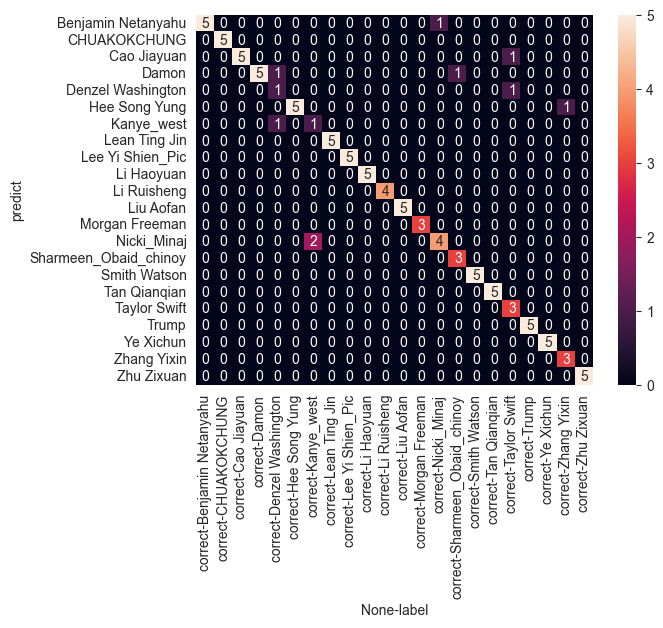 Benjamin Netanyahu 5 0 0 0 0 0 0 0 0 0 0 0 0 1 0 0 0 0 0 0 0 0
CHUAKOKCHUNG 0 5 0 0 0 0 0 0 0 0 0 0 0 0 0 0 0 0 0 0 0 0
Cao Jiayuan 0 0 5 0 0 0 0 0 0 0 0 0 0 0 0 0 0 1 0 0 0 0
Damon 0 0 0 5 1 0 0 0 0 0 0 0 0 0 1 0 0 0 0 0 0 0
Denzel Washington 0 0 0 0 1 0 0 0 0 0 0 0 0 0 0 0 0 1 0 0 0 0
Hee Song Yung 0 0 0 0 0 5 0 0 0 0 0 0 0 0 0 0 0 0 0 0 1 0
Kanye_west 0 0 0 0 1 0 1 0 0 0 0 0 0 0 0 0 0 0 0 0 0 0
Lean Ting Jin 0 0 0 0 0 0 0 5 0 0 0 0 0 0 0 0 0 0 0 0 0 0
Lee Yi Shien_Pic 0 0 0 0 0 0 0 0 5 0 0 0 0 0 0 0 0 0 0 0 0 0
Li Haoyuan 0 0 0 0 0 0 0 0 0 5 0 0 0 0 0 0 0 0 0 0 0 0
Li Ruisheng 0 0 0 0 0 0 0 0 0 0 4 0 0 0 0 0 0 0 0 0 0 0
Liu Aofan 0 0 0 0 0 0 0 0 0 0 0 5 0 0 0 0 0 0 0 0 0 0
Morgan Freeman 0 0 0 0 0 0 0 0 0 0 0 0 3 0 0 0 0 0 0 0 0 0
Nicki_Minaj 0 0 0 0 0 0 2 0 0 0 0 0 0 4 0 0 0 0 0 0 0 0
Sharmeen_Obaid_chinoy 0 0 0 0 0 0 0 0 0 0 0 0 0 0 3 0 0 0 0 0 0 0
Smith Watson 0 0 0 0 0 0 0 0 0 0 0 0 0 0 0 5 0 0 0 0 0 0
Tan Qianqian 0 0 0 0 0 0 0 0 0 0 0 0 0 0 0 0 5 0 0 0 0 0
Taylor Swift 0 0 0 0 0 0 0 0 0 0 0 0 0 0 0 0 0 3 0 0 0 0
Trump 0 0 0 0 0 0 0 0 0 0 0 0 0 0 0 0 0 0 5 0 0 0
Ye Xichun 0 0 0 0 0 0 0 0 0 0 0 0 0 0 0 0 0 0 0 5 0 0
Zhang Yixin 0 0 0 0 0 0 0 0 0 0 0 0 0 0 0 0 0 0 0 0 3 0
Zhu Zixuan 0 0 0 0 0 0 0 0 0 0 0 0 0 0 0 0 0 0 0 0 0 5
predict
correct-Benjamin Netanyahu
correct-CHUAKOKCHUNG
correct-Cao Jiayuan
correct-Damon
correct-Denzel Washington
correct-Hee Song Yung
correct-Kanye_west
correct-Lean Ting Jin
correct-Lee Yi Shien_Pic
correct-Li Haoyuan
correct-Li Ruisheng
correct-Liu Aofan
correct-Morgan Freeman
correct-Nicki_Minaj
correct-Sharmeen_Obaid_chinoy
correct-Smith Watson
correct-Tan Qianqian
correct-Taylor Swift
correct-Trump
correct-Ye Xichun
correct-Zhang Yixin
correct-Zhu Zixuan
None-label
5
4
3
2
1
0